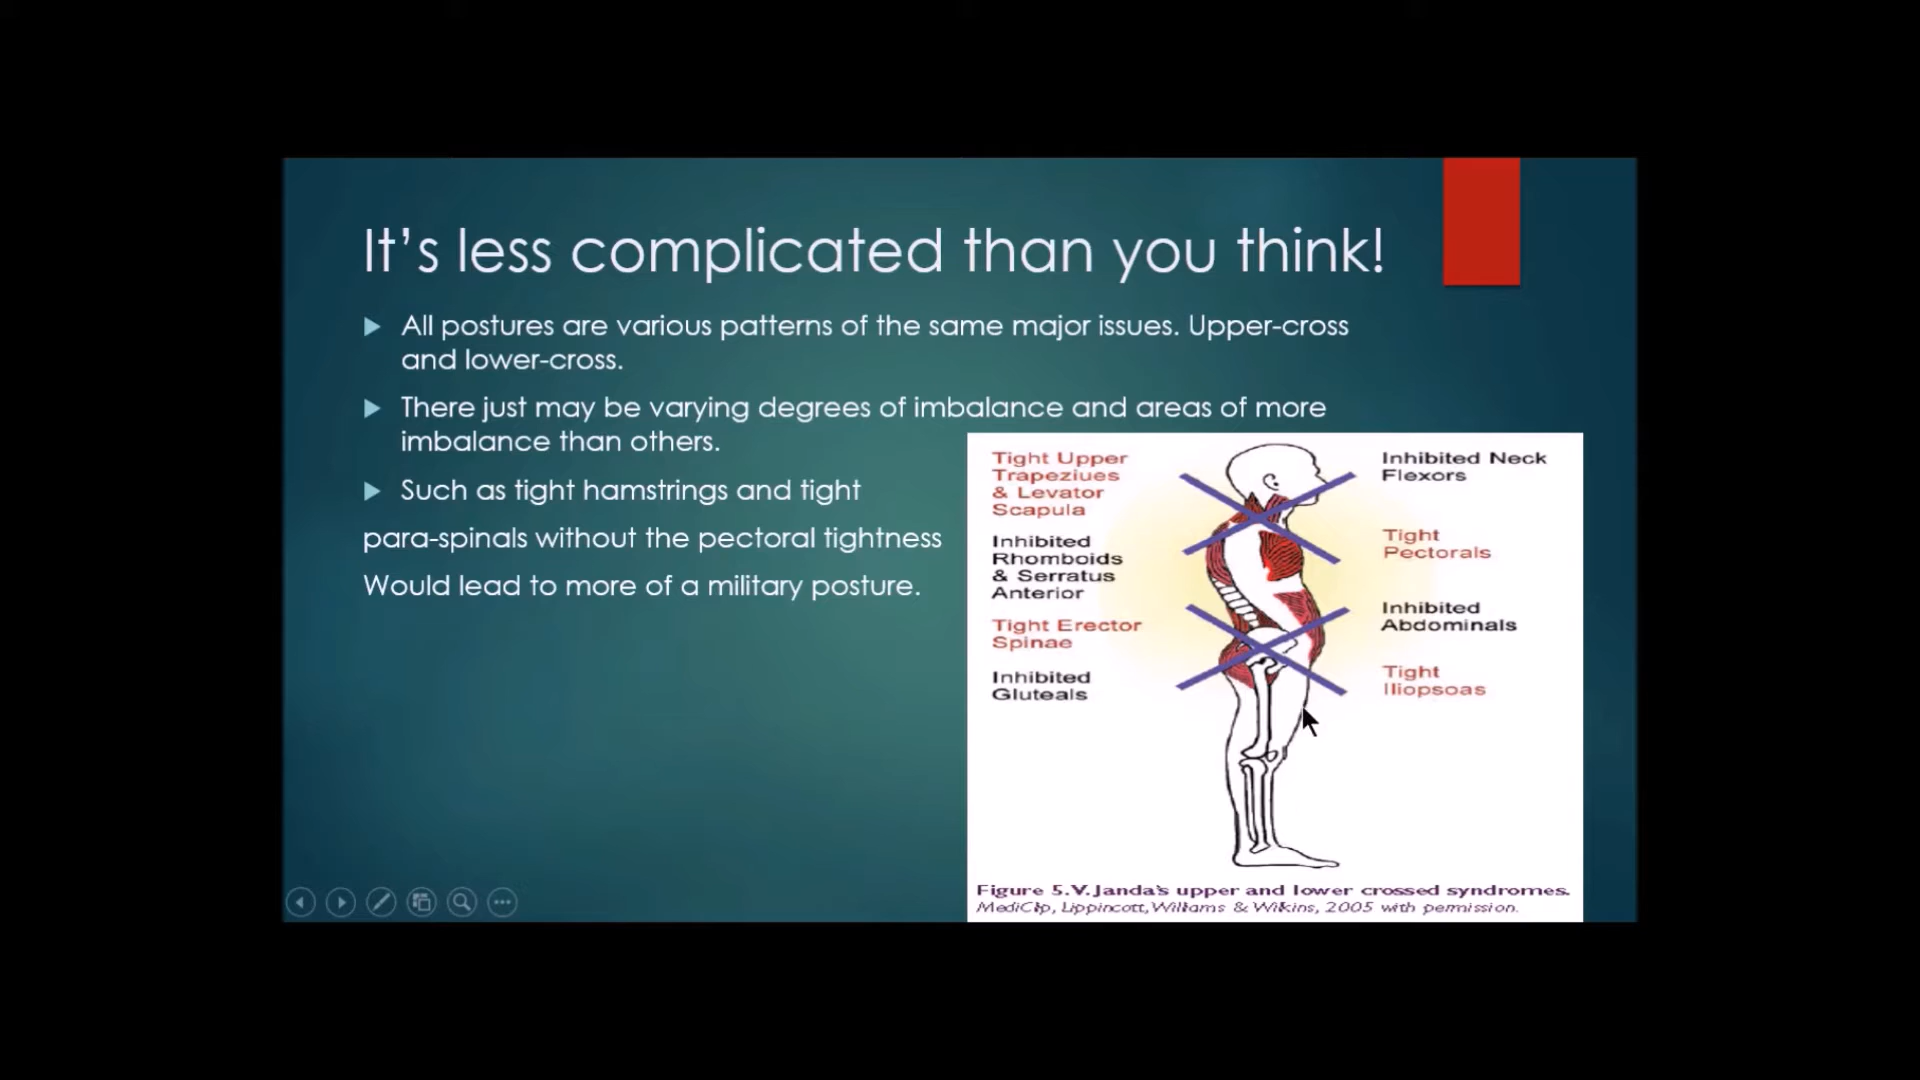 It's less complicated than you think!
All postures are various patterns of the same major issues. Upper-cross
and lower-cross.
There just may be varying degrees of imbalance and areas of more
imbalance than others.
Such as tight hamstrings and tight
para-spinals without the pectoral tightness
Would lead to more of a military posture.
Tight Upper
Trapeziues
& Levator
Scapula
Inhibited
Rhomboids
& Serratus
Anterior
Tight Erector
Spinae
Inhibited
Gluteals
Inhibited Neck
Flexors
Tight
Pectorals
Inhibited
Abdominals
Tight
Iliopsoas
Figure 5.V.Janda's upper and lower crossed syndromes.
MediClip, Lippincott, Williams & Wilkins, 2005 with permission.